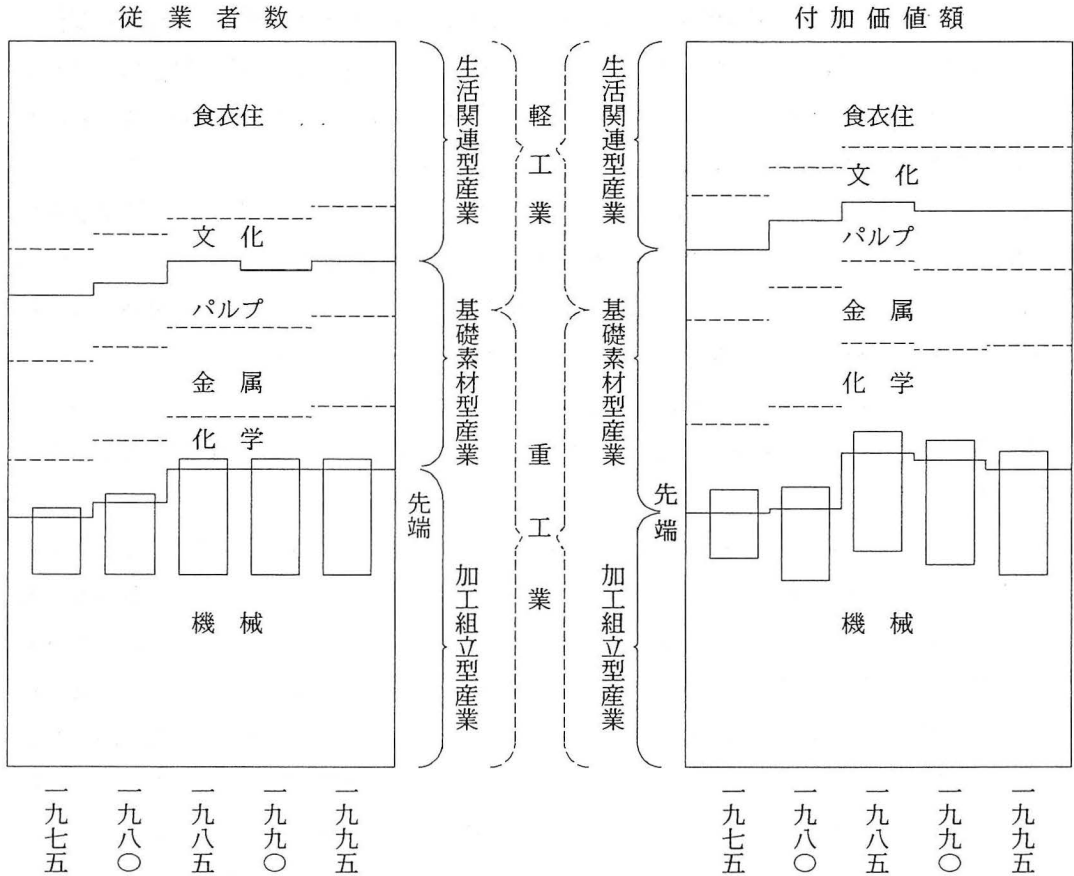 従業者数
食衣住
文化
パルプ
金属
化学
機械
一九七五
一九八〇
一九八五
一九九〇
一九九五
生活関連型産業
基礎素材型産業
先端
加工組立型産業
軽工業
重工業
生活関連型産業
基礎素材型産業
先端
加工組立型産業
付加価値額
食衣住
文化
パルプ
金属
化学
機械
一九七五
一九八〇
一九八五
一九九〇
一九九五